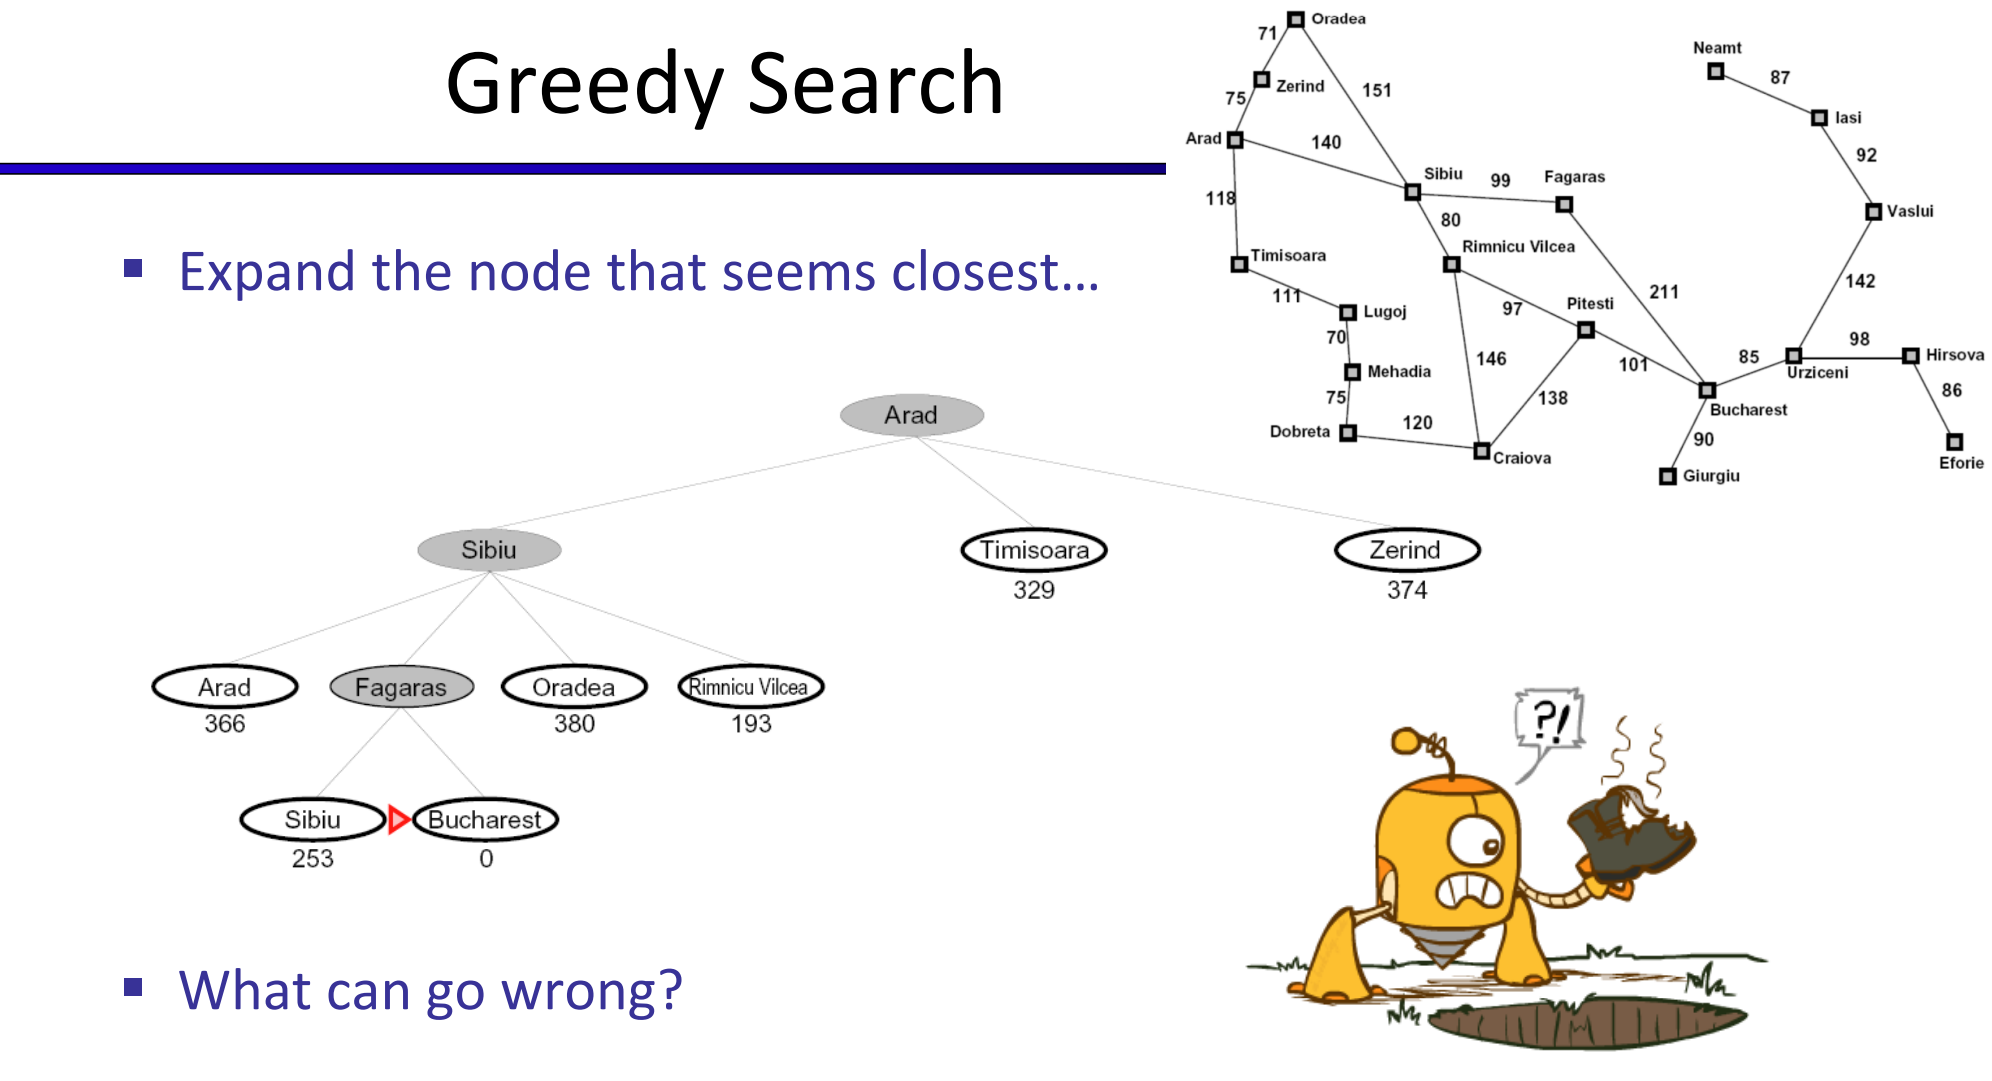 Greedy Search
▪ Expand the node that seems closest…
Oradea
71
Neamt
87
Zerind
151
75
Iasi
Arad
140
92
Sibiu
99
Fagaras
118
80
Vaslui
Timisoara
Rimnicu Vilcea
142
111
211
Lugoj
97
Pitesti
70
98
Hirsova
146
101
85
Mehadia
Urziceni
86
75
138
Bucharest
120
Dobreta
90
Craiova
Eforie
Giurgiu
Arad
Sibiu
Timisoara
Zerind
329
374
Arad
Fagaras
Oradea
Rimnicu Vilcea
366
380
193
?!
Sibiu
Bucharest
253
0
▪ What can go wrong?